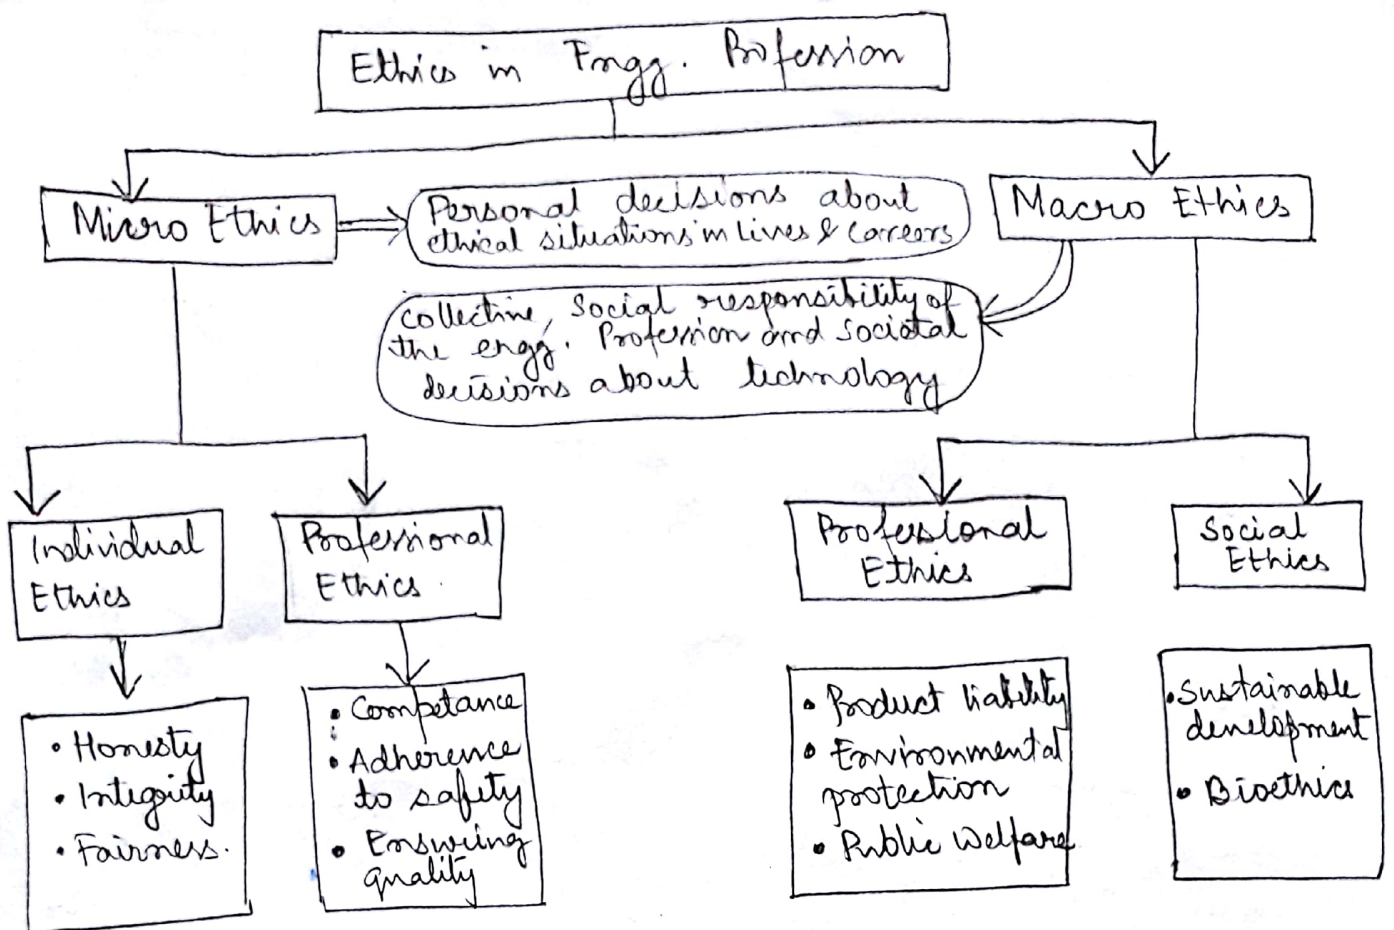 Ethics in Engg. Profession
Micro Ethics
Personal decisions about
ethical situations in lives & careers
Macro Ethics
Collective, Social responsibility of
the engg. Profession and Societal
decisions about technology
Individual
Ethics
Professional
Ethics.
Professional
Ethics
Social
Ethics
• Honesty
• Integrity
• Fairness.
• Competance
• Adherence
to safety
• Ensuring
quality
• Product liability
• Environmental
protection
• Public Welfare
• Sustainable
development
• Bioethics